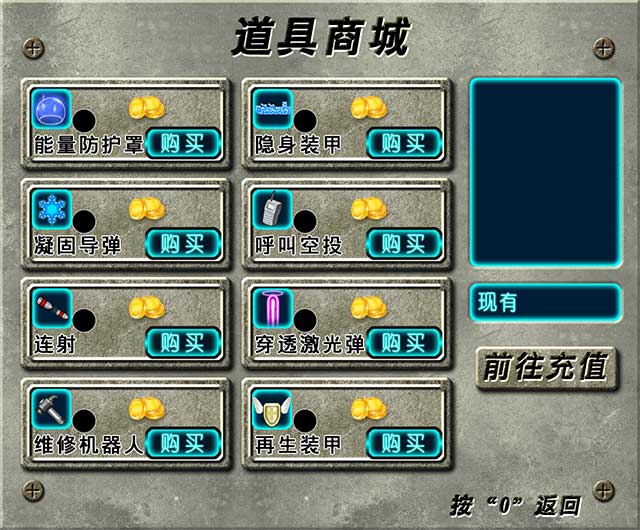 道具商城
能量防护罩 购买
隐身装甲 购买
凝固导弹 购买
呼叫空投 购买
连射 购买
穿透激光弹 购买
维修机器人 购买
再生装甲 购买
现有
前往充值
按“0”返回